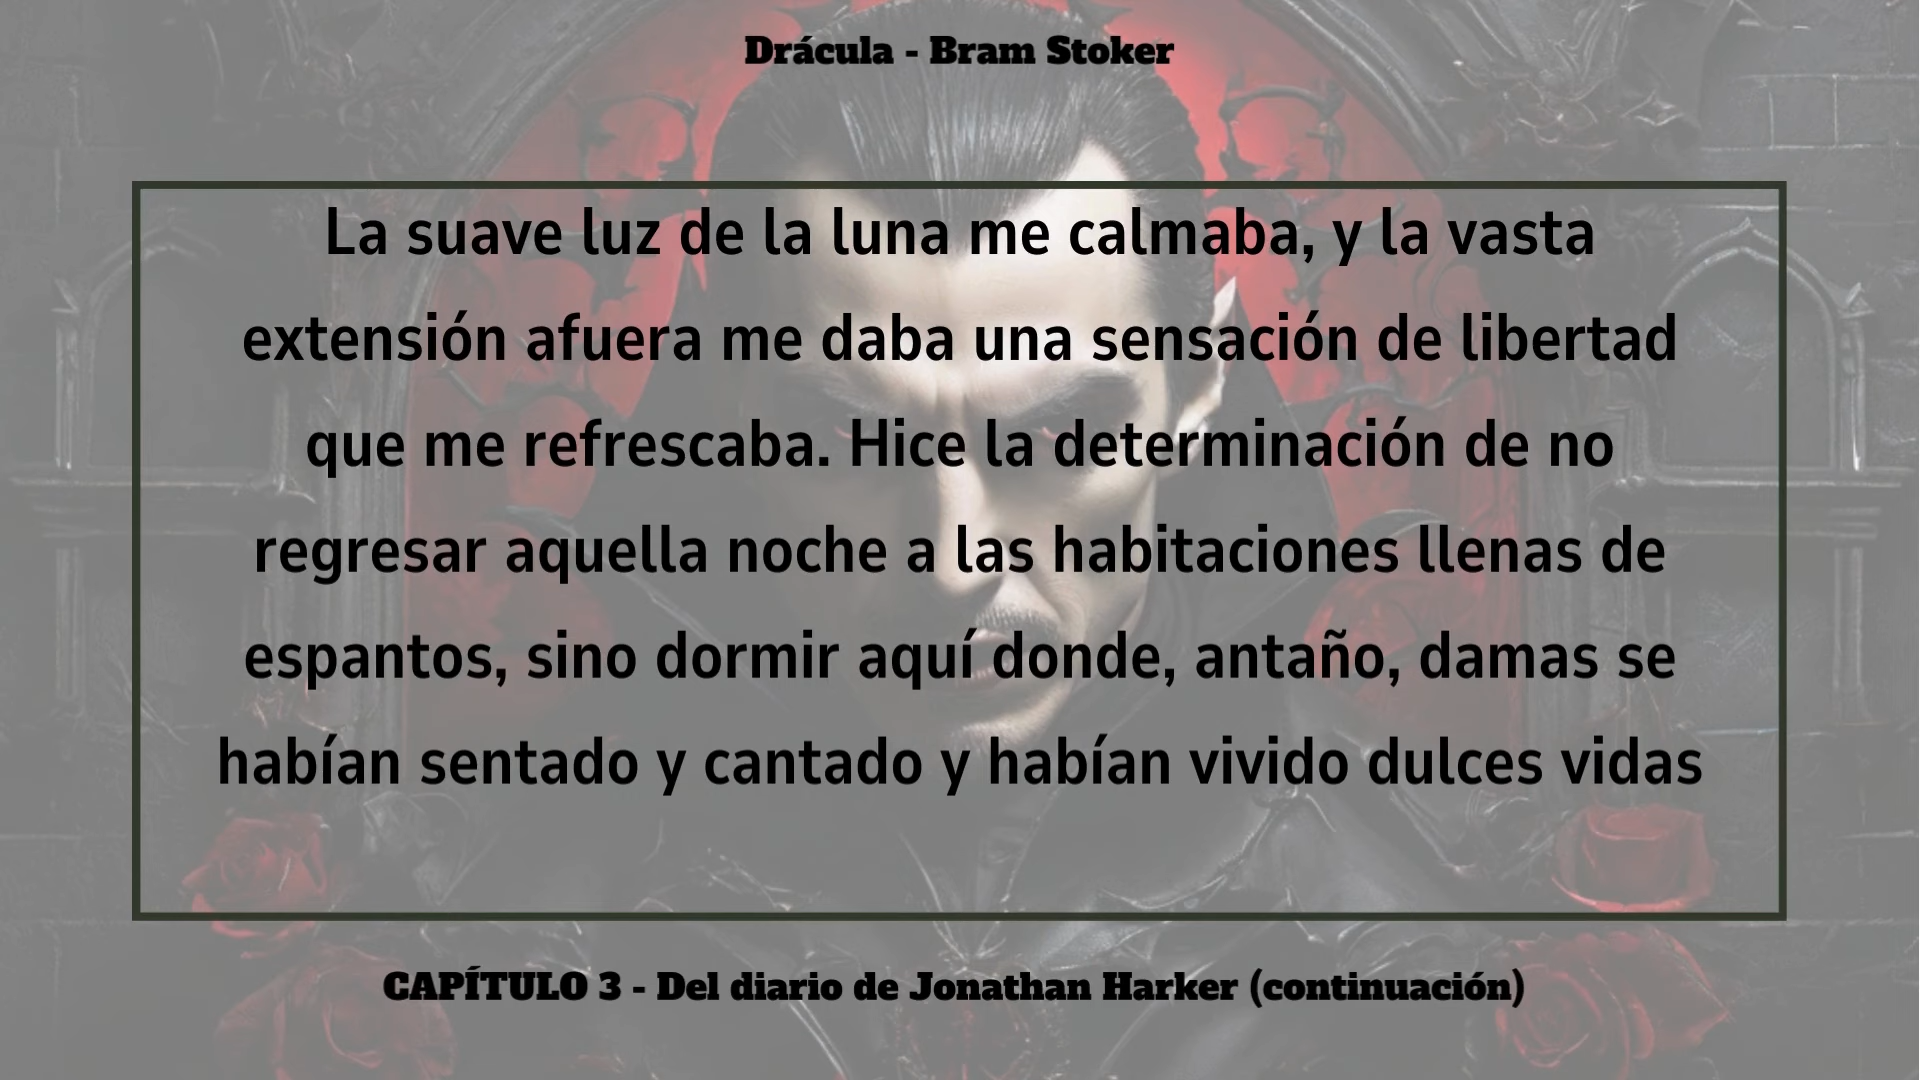 Drácula - Bram Stoker
La suave luz de la luna me calmaba, y la vasta
extensión afuera me daba una sensación de libertad
que me refrescaba. Hice la determinación de no
regresar aquella noche a las habitaciones llenas de
espantos, sino dormir aquí donde, antaño, damas se
habían sentado y cantado y habían vivido dulces vidas
CAPÍTULO 3 - Del diario de Jonathan Harker (continuación)